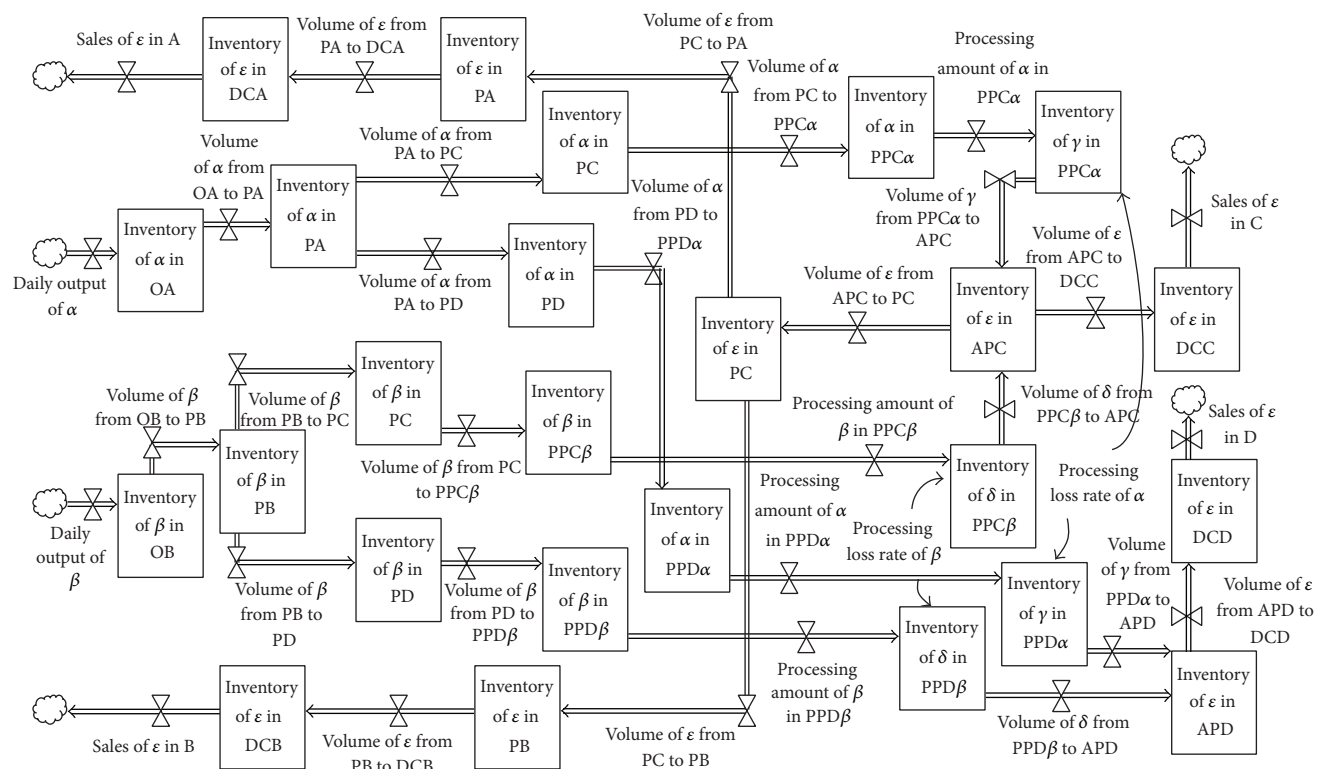 Sales of ε in A
Inventory
of ε in
DCA
Volume of ε from
PA to DCA
Inventory
of ε in
PA
Volume of ε from
PC to PA
Volume of α
from PC to
PPCα
Processing
amount of α in
PPCα
Inventory
of α in
PPCα
Inventory
of γ in
PPCα
Volume
of α from
OA to PA
Volume of α from
PA to PC
Inventory
of α in
PC
Volume of α
from PD to
PPDα
Volume of γ
from PPCα to
APC
Sales of ε
in C
Daily output
of α
Inventory
of α in
OA
Inventory
of α in
PA
Volume of α from
PA to PD
Inventory
of α in
PD
Volume of ε from
APC to PC
Volume of ε
from APC to
DCC
Inventory
of ε in
PC
Inventory
of ε in
APC
Inventory
of ε in
DCC
Volume of β
from OB to PB
Volume of β
from PB to PC
Inventory
of β in
PC
Volume of β from PC
to PPCβ
Inventory
of β in
PPCβ
Processing amount of
β in PPCβ
Volume of δ from
PPCβ to APC
Sales of ε
in D
Daily
output of
β
Inventory
of β in
OB
Inventory
of β in
PB
Inventory
of α in
PPDα
Processing
amount of α
in PPDα
Processing
loss rate of β
Inventory
of δ in
PPCβ
Processing
loss rate of α
Inventory
of ε in
DCD
Volume of β
from PB to
PD
Inventory
of β in
PD
Volume of β
from PD to
PPDβ
Inventory
of β in
PPDβ
Processing
amount of β
in PPDβ
Inventory
of δ in
PPDβ
Inventory
of γ in
PPDα
Volume
of γ from
PPDα to
APD
Volume of ε
from APD to
DCD
Sales of ε in B
Inventory
of ε in
DCB
Volume of ε from
PB to DCB
Inventory
of ε in
PB
Volume of ε from
PC to PB
Volume of δ from
PPDβ to APD
Inventory
of ε in
APD